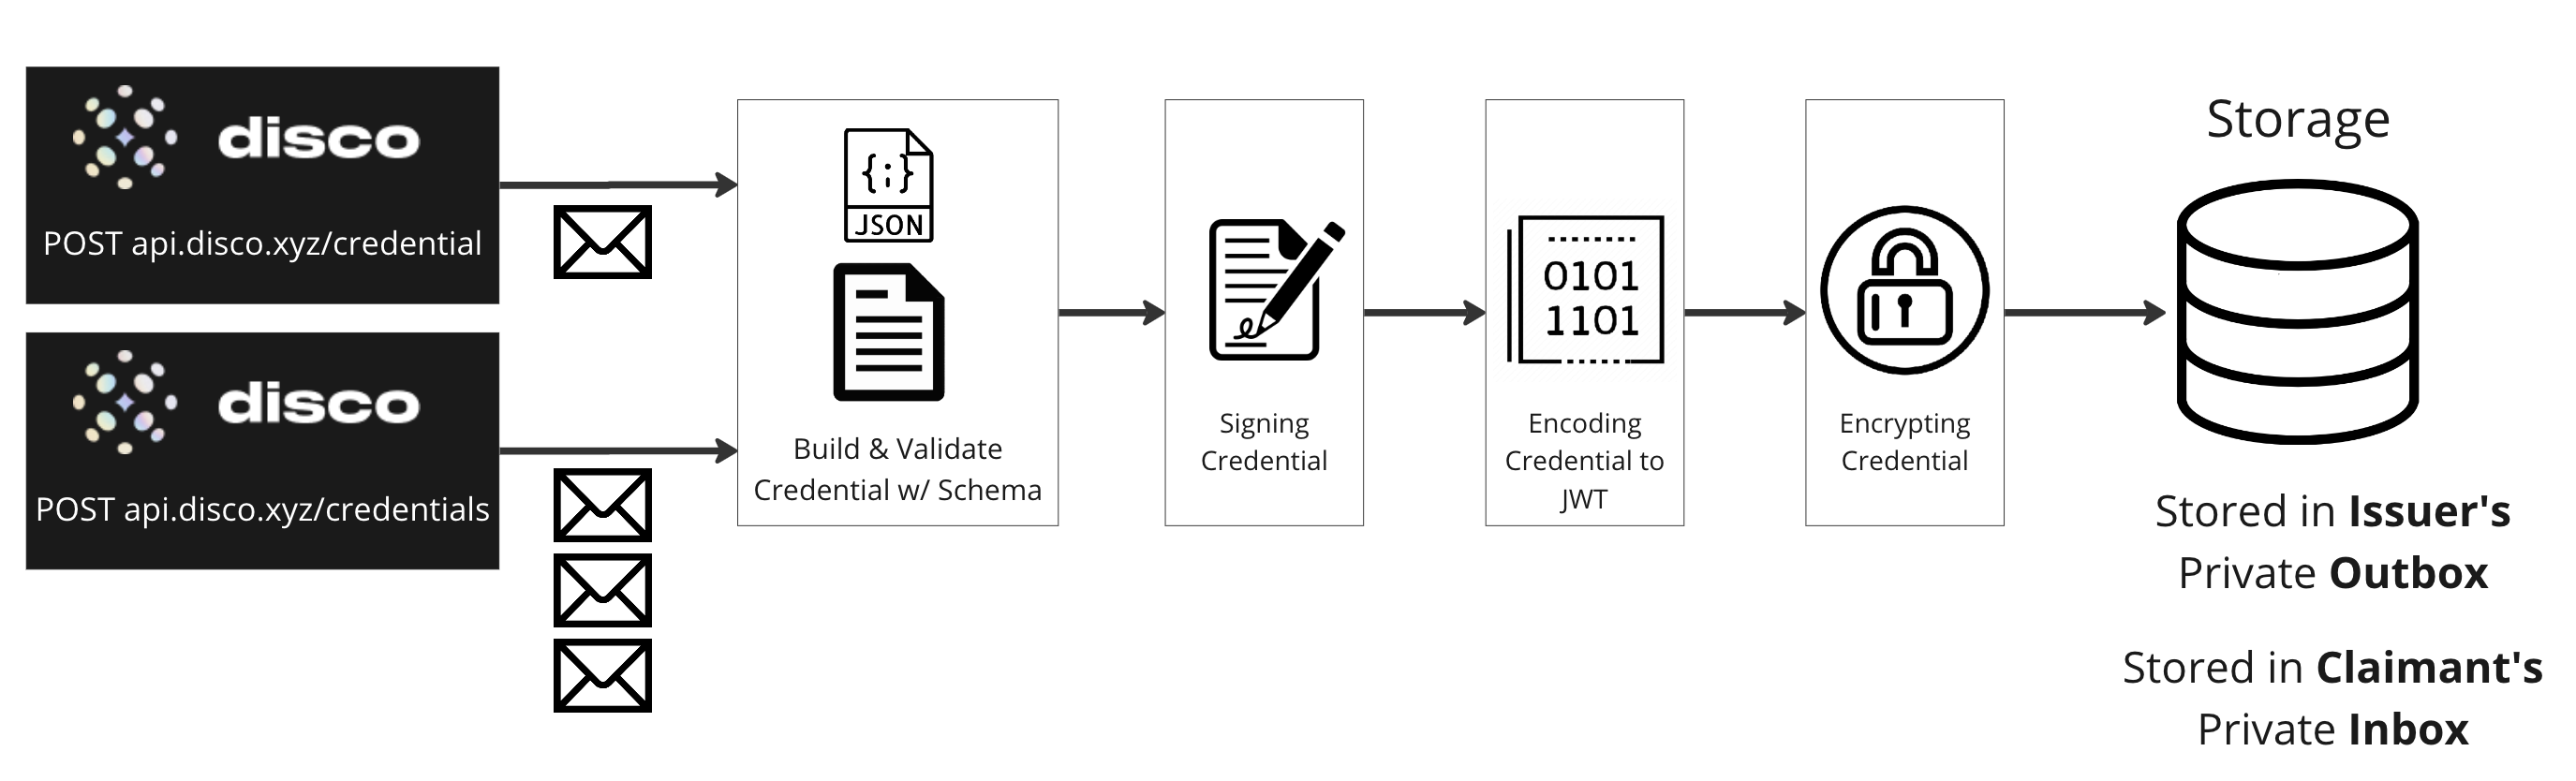 disco
POST api.disco.xyz/credential
disco
POST api.disco.xyz/credentials
{;}
JSON
Build & Validate
Credential w/ Schema
Signing
Credential
0101
1101
Encoding
Credential to
JWT
Encrypting
Credential
Storage
Stored in Issuer's
Private Outbox
Stored in Claimant's
Private Inbox